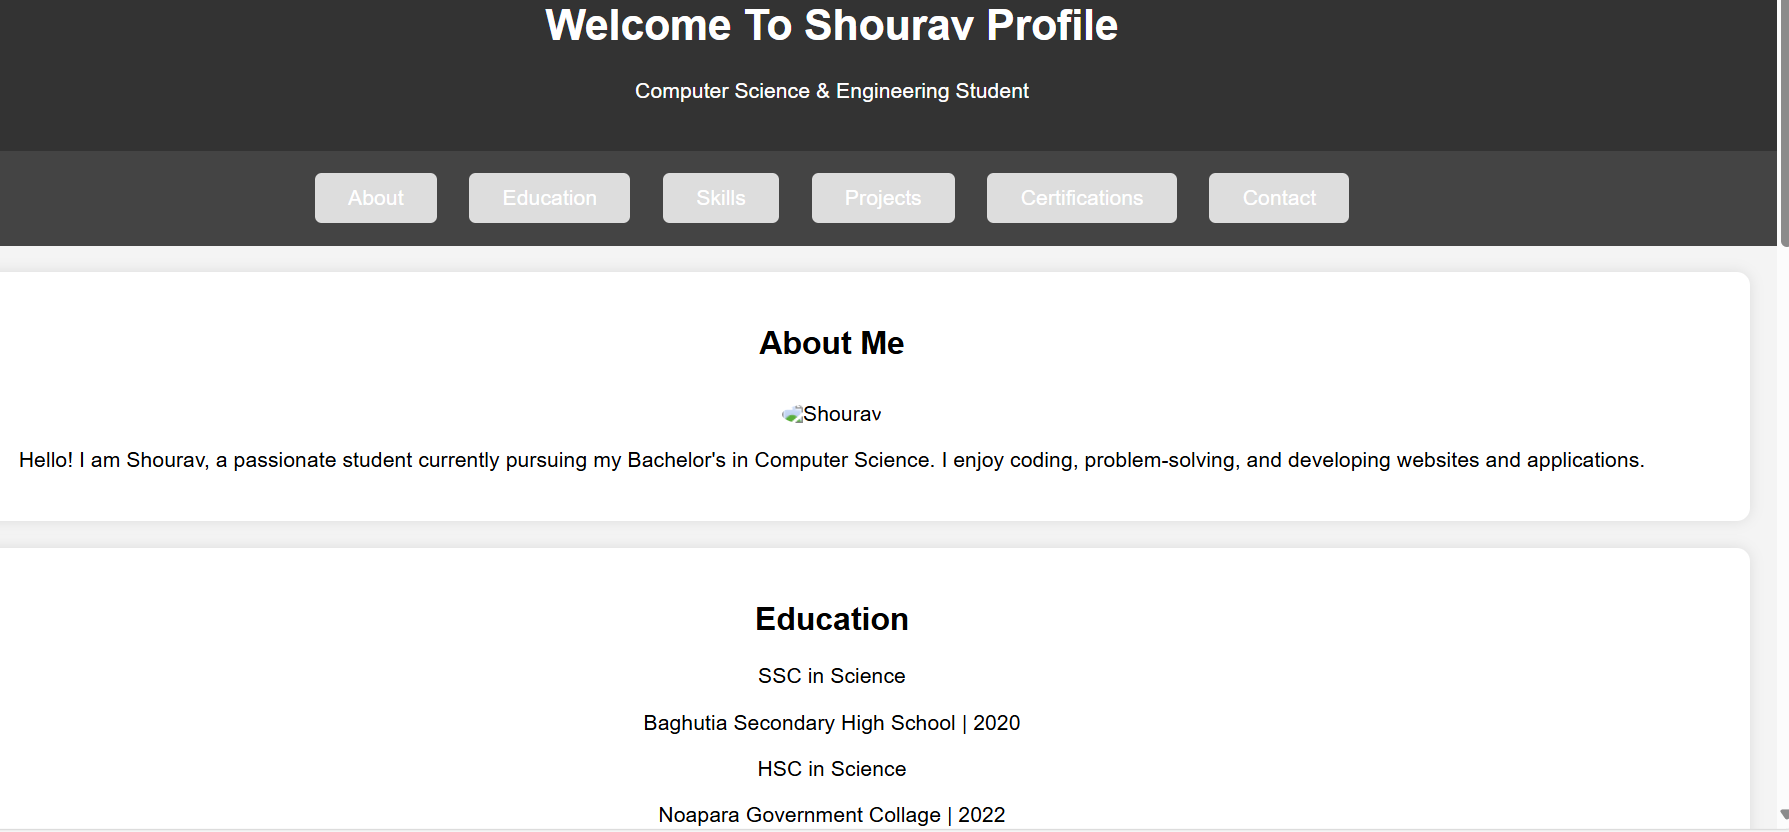 Welcome To Shourav Profile
Computer Science & Engineering Student
About Education Skills Projects Certifications Contact
About Me
Shourav
Hello! I am Shourav, a passionate student currently pursuing my Bachelor's in Computer Science. I enjoy coding, problem-solving, and developing websites and applications.
Education
SSC in Science
Baghutia Secondary High School | 2020
HSC in Science
Noapara Government Collage | 2022